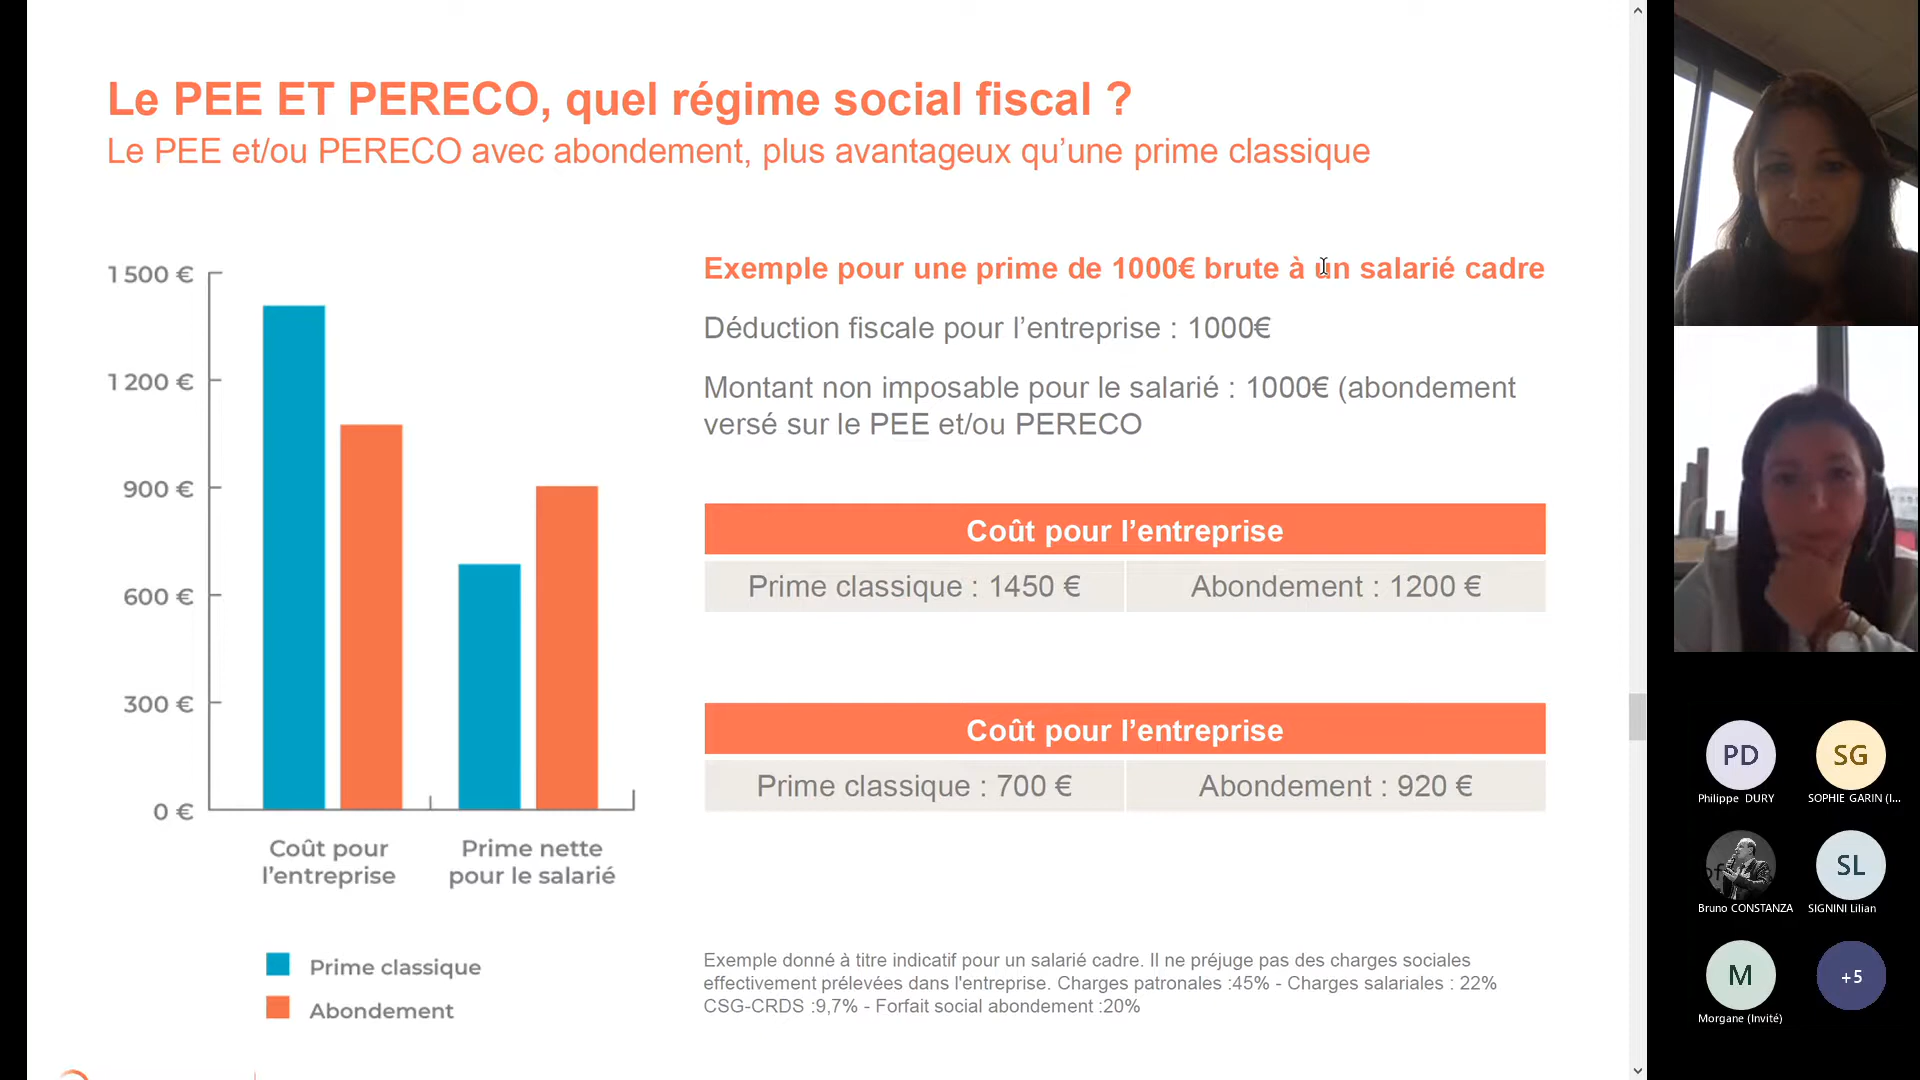 Le PEE ET PERECO, quel régime social fiscal ?
Le PEE et/ou PERECO avec abondement, plus avantageux qu’une prime classique
1 500 €
1 200 €
900 €
600 €
300 €
0 €
Coût pour
l’entreprise
Prime nette
pour le salarié
Prime classique
Abondement
Exemple pour une prime de 1000€ brute à un salarié cadre
Déduction fiscale pour l’entreprise : 1000€
Montant non imposable pour le salarié : 1000€ (abondement
versé sur le PEE et/ou PERECO
Coût pour l’entreprise
Prime classique : 1450 €
Abondement : 1200 €
Coût pour l’entreprise
Prime classique : 700 €
Abondement : 920 €
Exemple donné à titre indicatif pour un salarié cadre. Il ne préjuge pas des charges sociales
effectivement prélevées dans l'entreprise. Charges patronales :45% - Charges salariales : 22%
CSG-CRDS :9,7% - Forfait social abondement :20%
PD
Philippe DURY
SG
SOPHIE GARIN (I...
Bruno CONSTANZA
SL
SIGNINI Lilian
M
Morgane (Invité)
+5